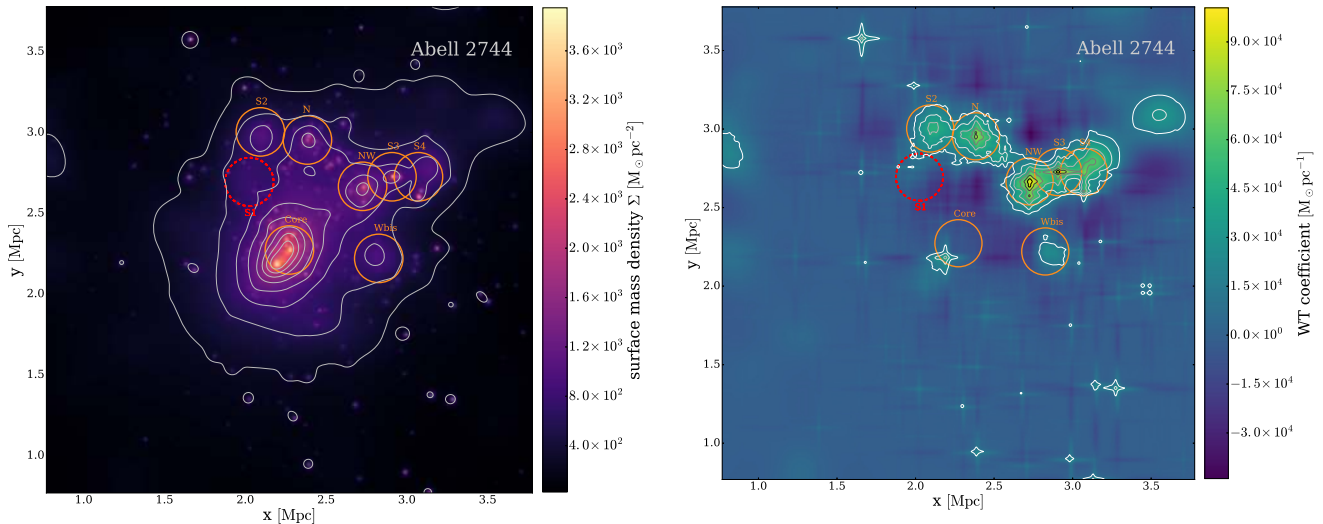 Abell 2744
S2
N
NW
S3
S4
S1
Core
Wbis
3.5
3.0
2.5
2.0
1.5
1.0
y [Mpc]
1.0
1.5
2.0
2.5
3.0
3.5
x [Mpc]
3.6 × 10³
3.2 × 10³
2.8 × 10³
2.4 × 10³
2.0 × 10³
1.6 × 10³
1.2 × 10³
8.0 × 10²
4.0 × 10²
surface mass density Σ [M⊙ pc⁻²]
Abell 2744
S2
N
NW
S3
Core
Wbis
3.5
3.0
2.5
2.0
1.5
1.0
y [Mpc]
1.0
1.5
2.0
2.5
3.0
3.5
x [Mpc]
9.0 × 10⁴
7.5 × 10⁴
6.0 × 10⁴
4.5 × 10⁴
3.0 × 10⁴
1.5 × 10⁴
0.0 × 10⁰
−1.5 × 10⁴
−3.0 × 10⁴
WT coefficient [M⊙ pc⁻¹]